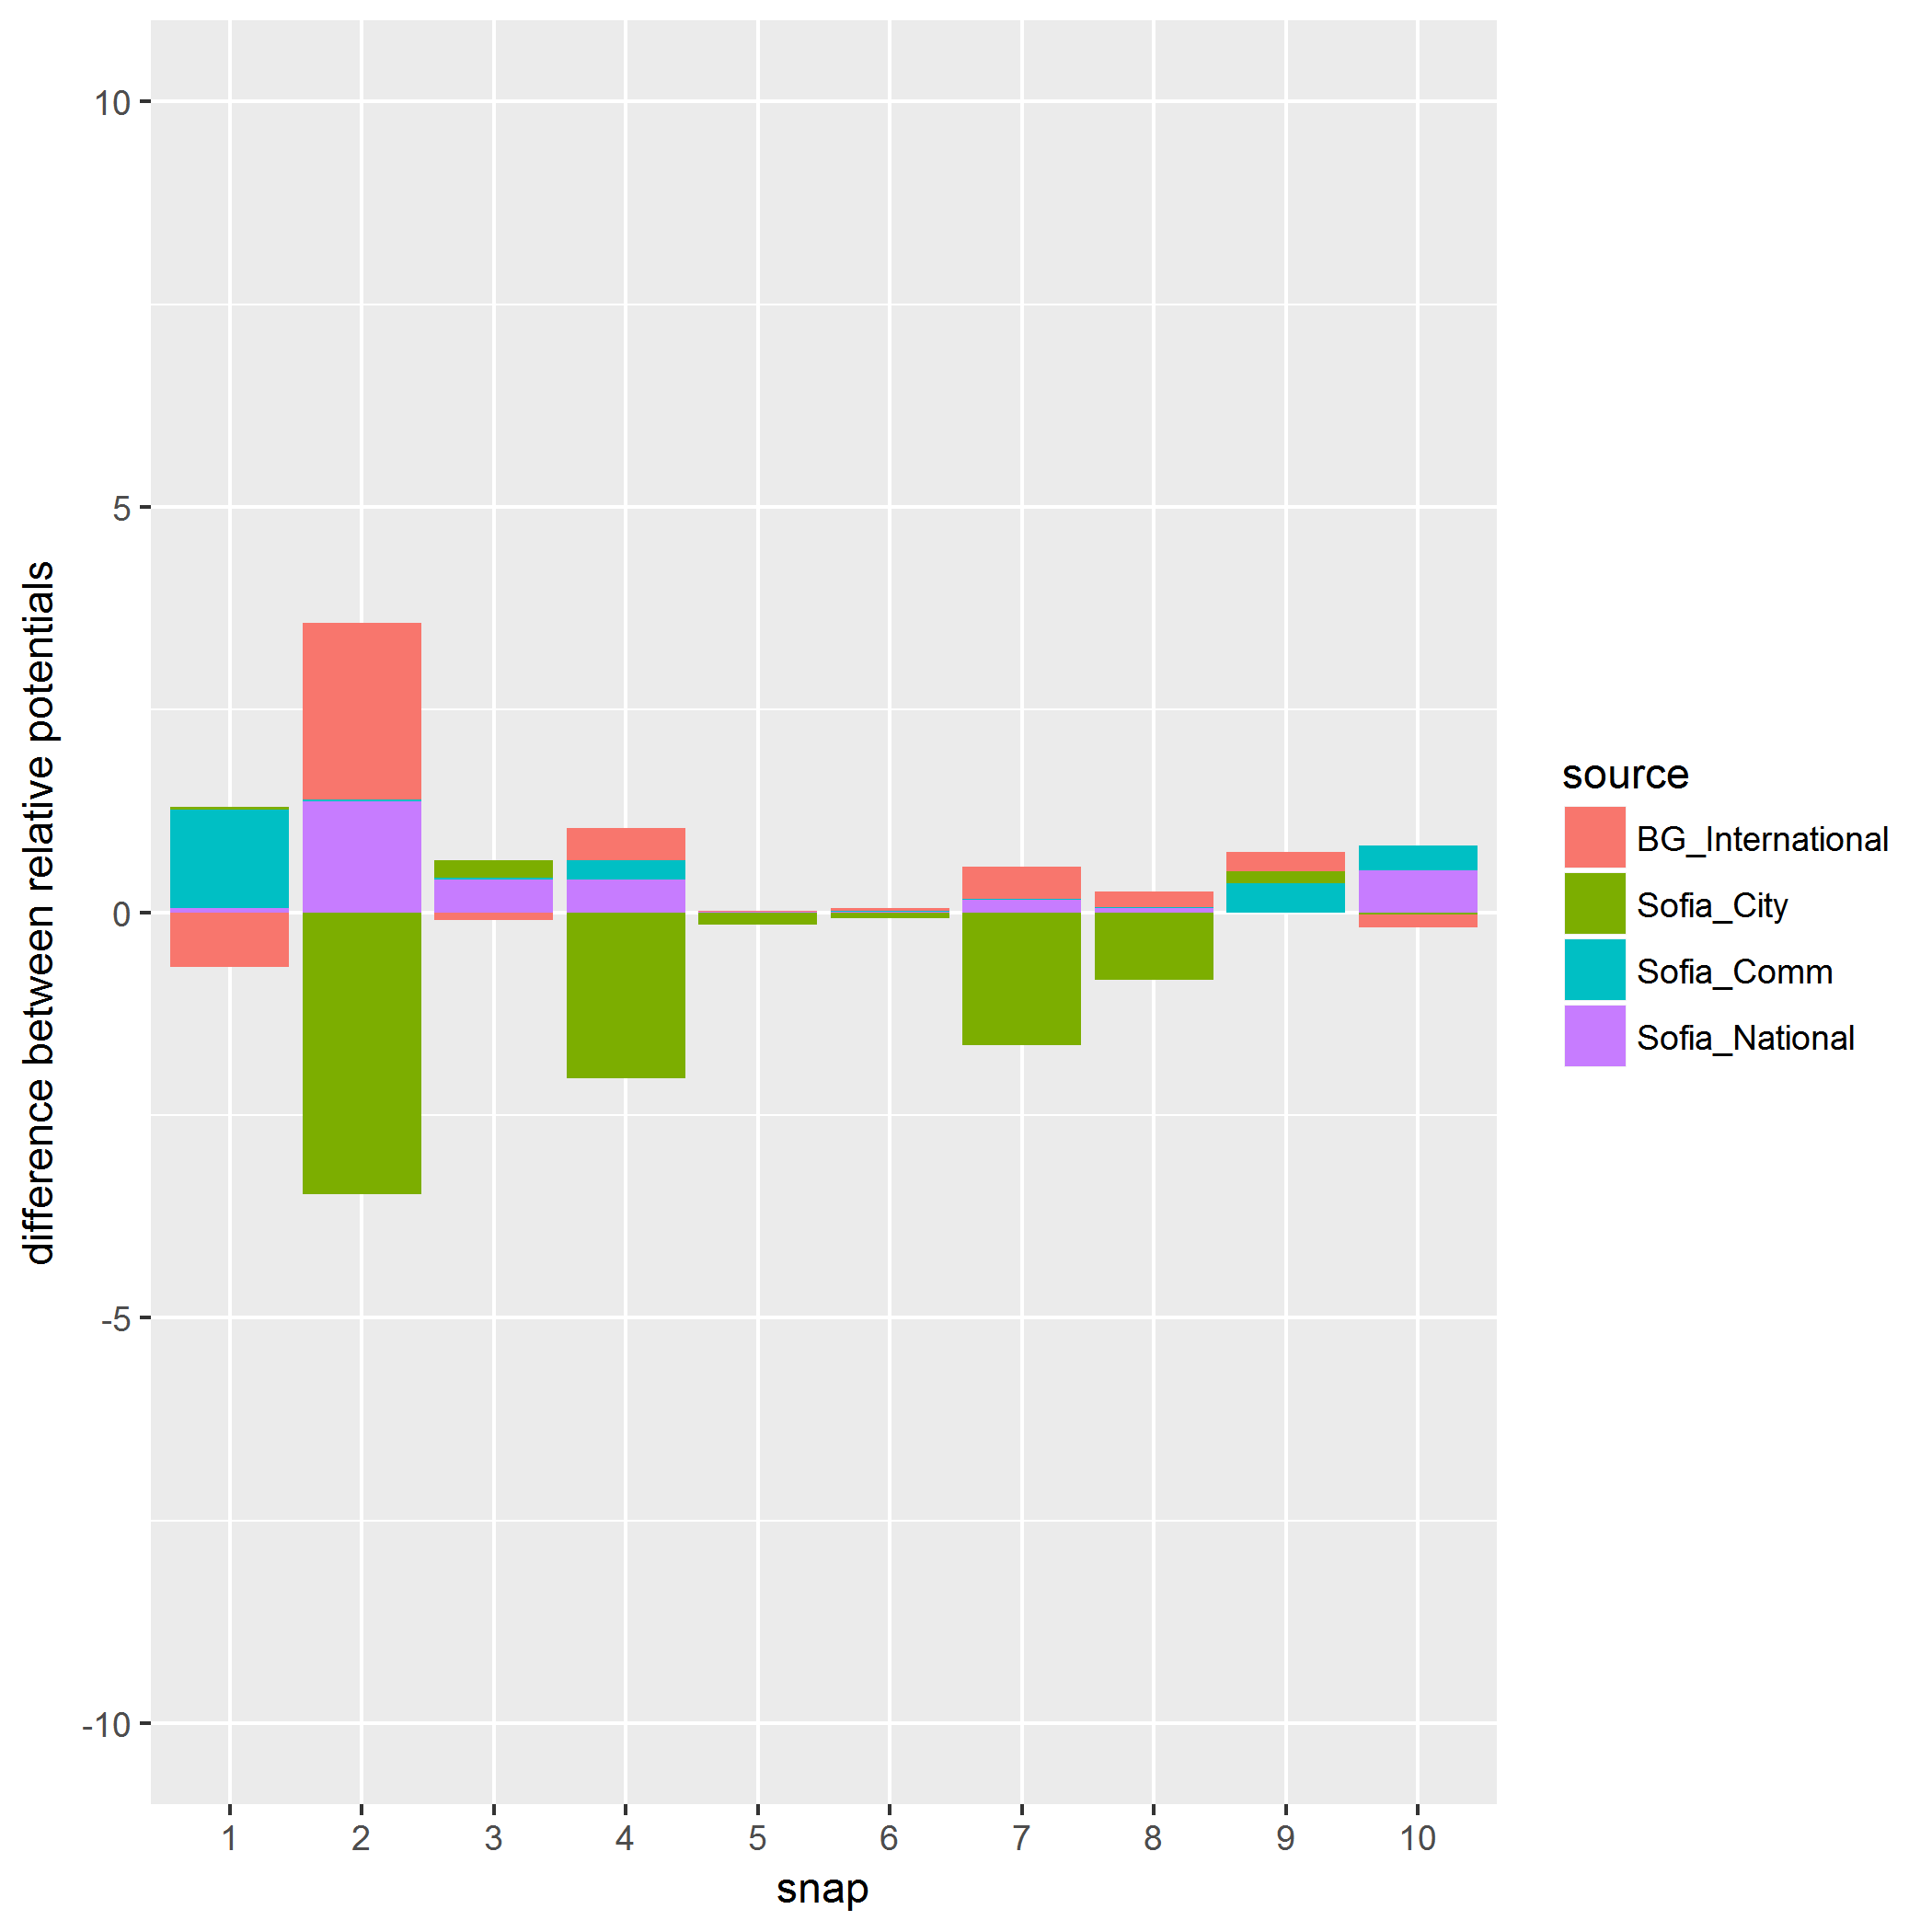 difference between relative potentials
10
5
0
-5
-10
1 2 3 4 5 6 7 8 9 10
snap
source
BG_International
Sofia_City
Sofia_Comm
Sofia_National